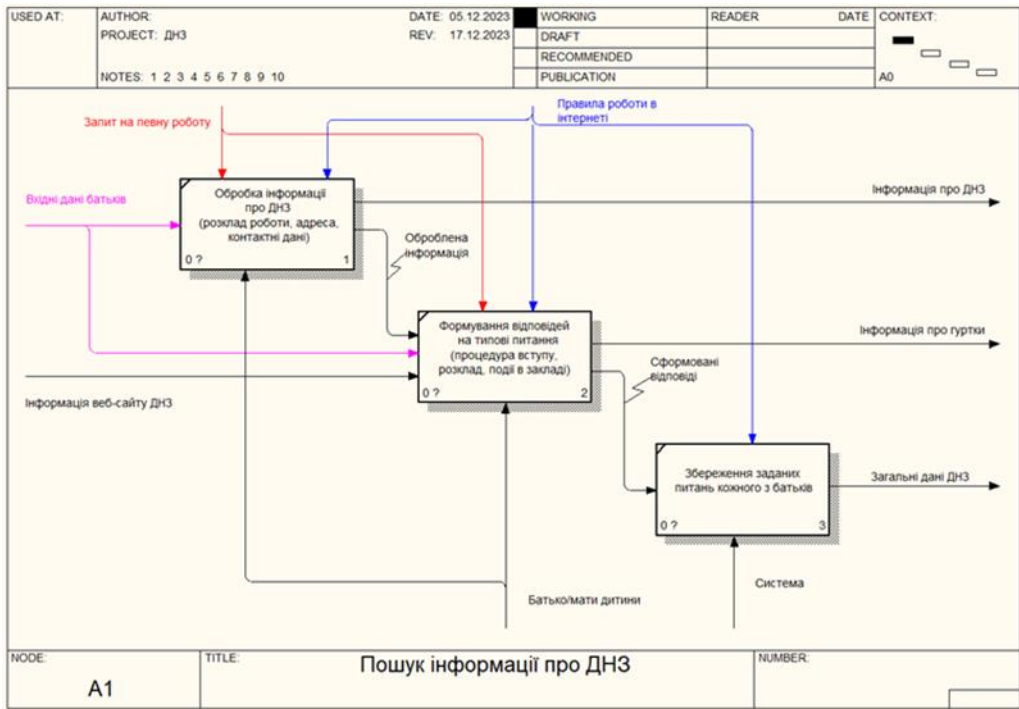 USED AT:
AUTHOR:
DATE: 05.12.2023
WORKING
READER
DATE
CONTEXT:
PROJECT: ДНЗ
REV: 17.12.2023
DRAFT
RECOMMENDED
NOTES: 1 2 3 4 5 6 7 8 9 10
PUBLICATION
A0
Запит на певну роботу
Правила роботи в
інтернеті
Вхідні дані батьків
Обробка інформації
про ДНЗ
(розклад роботи, адреса,
контактні дані)
0 ?
1
Інформація про ДНЗ
Оброблена
інформація
Формування відповідей
на типові питання
(процедура вступу,
розклад, події в закладі)
0 ?
2
Інформація про гуртки
Інформація веб-сайту ДНЗ
Сформовані
відповіді
Збереження заданих
питань кожного з батьків
0 ?
3
Загальні дані ДНЗ
Батько/мати дитини
Система
NODE:
A1
TITLE:
Пошук інформації про ДНЗ
NUMBER: